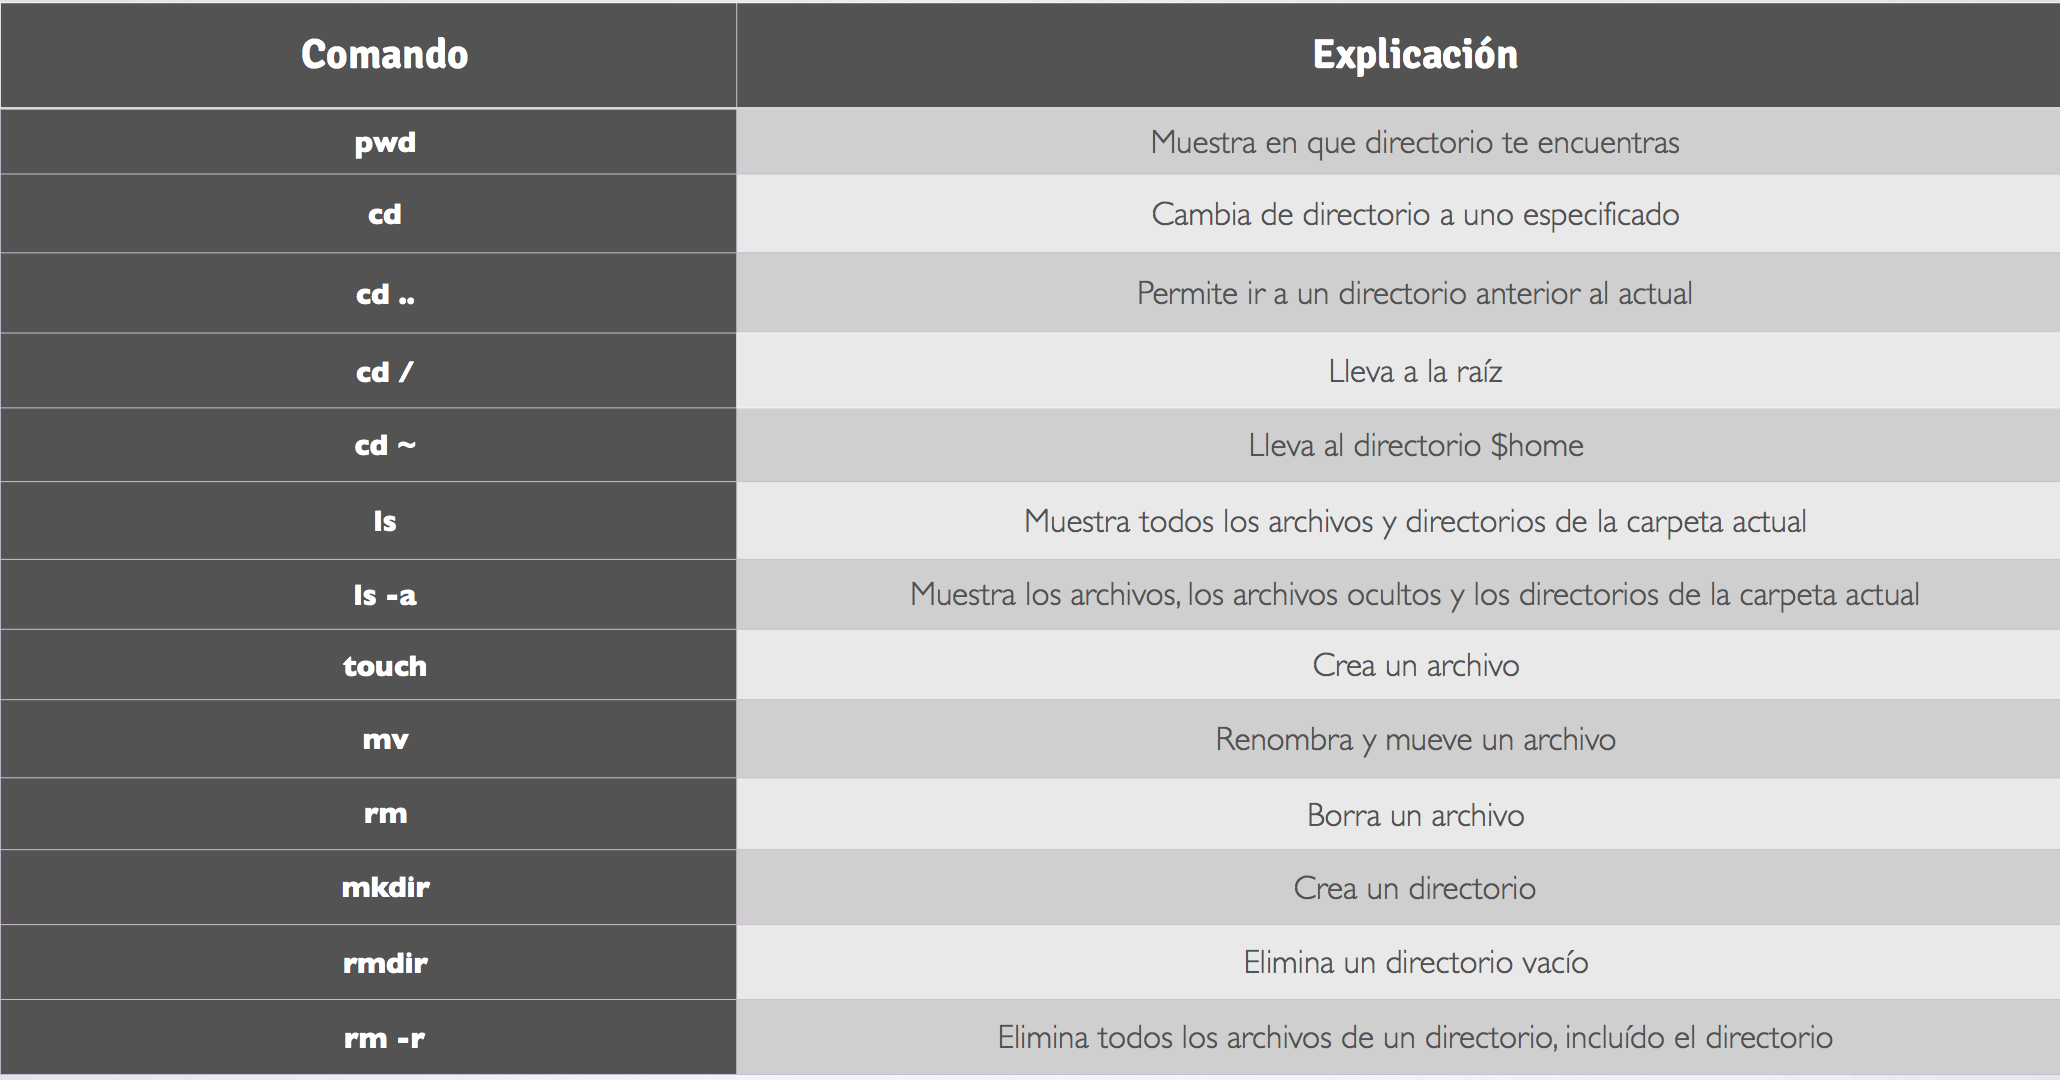 Comando Explicación
pwd Muestra en que directorio te encuentras
cd Cambia de directorio a uno especificado
cd .. Permite ir a un directorio anterior al actual
cd / Lleva a la raíz
cd ~ Lleva al directorio $home
ls Muestra todos los archivos y directorios de la carpeta actual
ls -a Muestra los archivos, los archivos ocultos y los directorios de la carpeta actual
touch Crea un archivo
mv Renombra y mueve un archivo
rm Borra un archivo
mkdir Crea un directorio
rmdir Elimina un directorio vacío
rm -r Elimina todos los archivos de un directorio, incluído el directorio